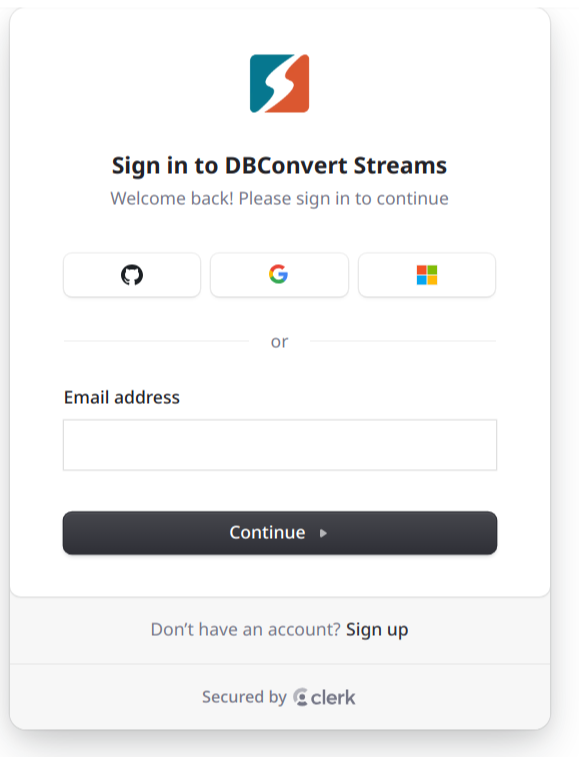 Sign in to DBConvert Streams
Welcome back! Please sign in to continue
or
Email address
Continue
Don’t have an account? Sign up
Secured by clerk